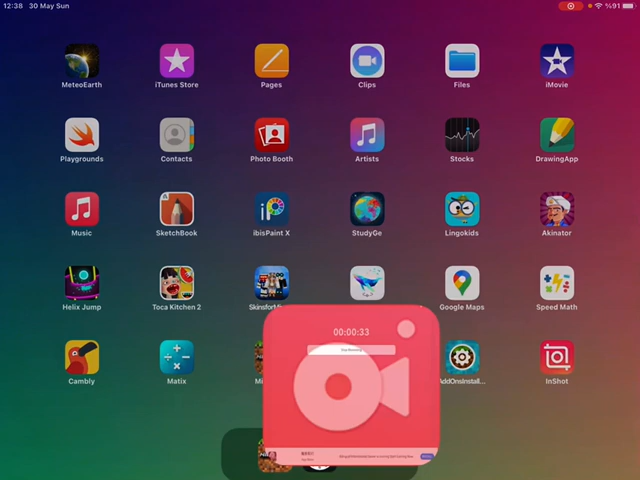 12:38 30 May Sun %91
MeteoEarth iTunes Store Pages Clips Files iMovie
Playgrounds Contacts Photo Booth Artists Stocks DrawingApp
Music SketchBook ibisPaint X StudyGe Lingokids Akinator
Helix Jump Toca Kitchen 2 Google Maps Speed Math
00:00:33
Cambly Matix AddOnsInstall... InShot